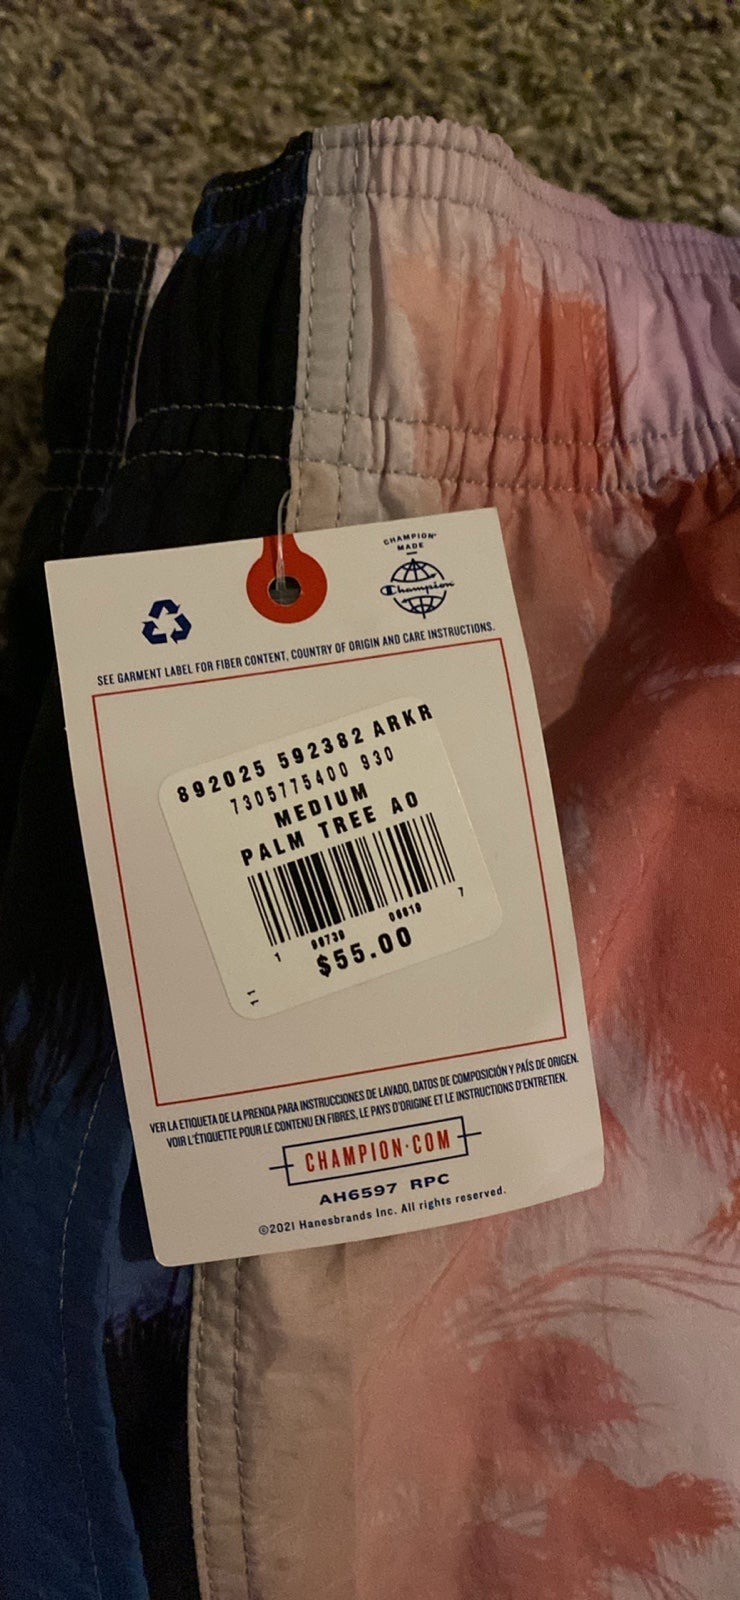 CHAMPION®
MADE
Champion
SEE GARMENT LABEL FOR FIBER CONTENT, COUNTRY OF ORIGIN AND CARE INSTRUCTIONS.
892025 592382 ARKR
7305775400 930
MEDIUM
PALM TREE AO
1 00730 00019 7
$55.00
11
VER LA ETIQUETA DE LA PRENDA PARA INSTRUCCIONES DE LAVADO, DATOS DE COMPOSICIÓN Y PAÍS DE ORIGEN.
VOIR L'ÉTIQUETTE POUR LE CONTENU EN FIBRES, LE PAYS D'ORIGINE ET LE INSTRUCTIONS D'ENTRETIEN.
CHAMPION·COM
AH6597 RPC
©2021 Hanesbrands Inc. All rights reserved.